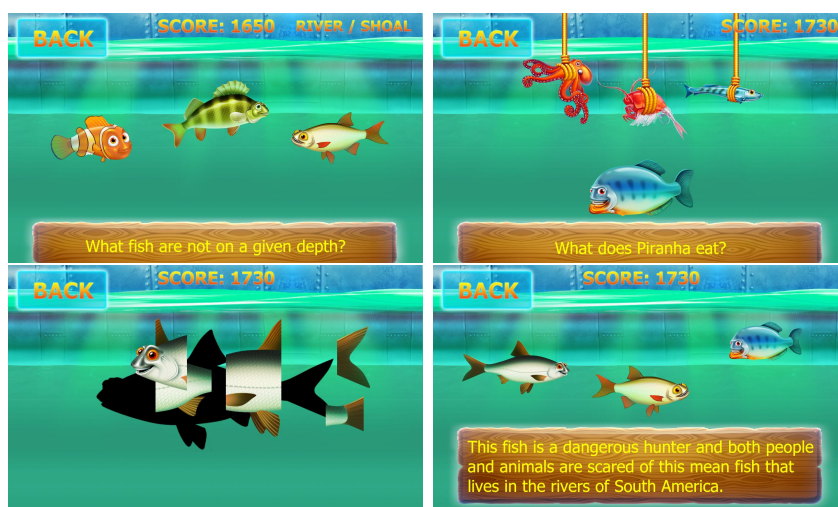 BACK
SCORE: 1650
RIVER / SHOAL
What fish are not on a given depth?
BACK
SCORE: 1730
What does Piranha eat?
BACK
SCORE: 1730
BACK
SCORE: 1730
This fish is a dangerous hunter and both people
and animals are scared of this mean fish that
lives in the rivers of South America.